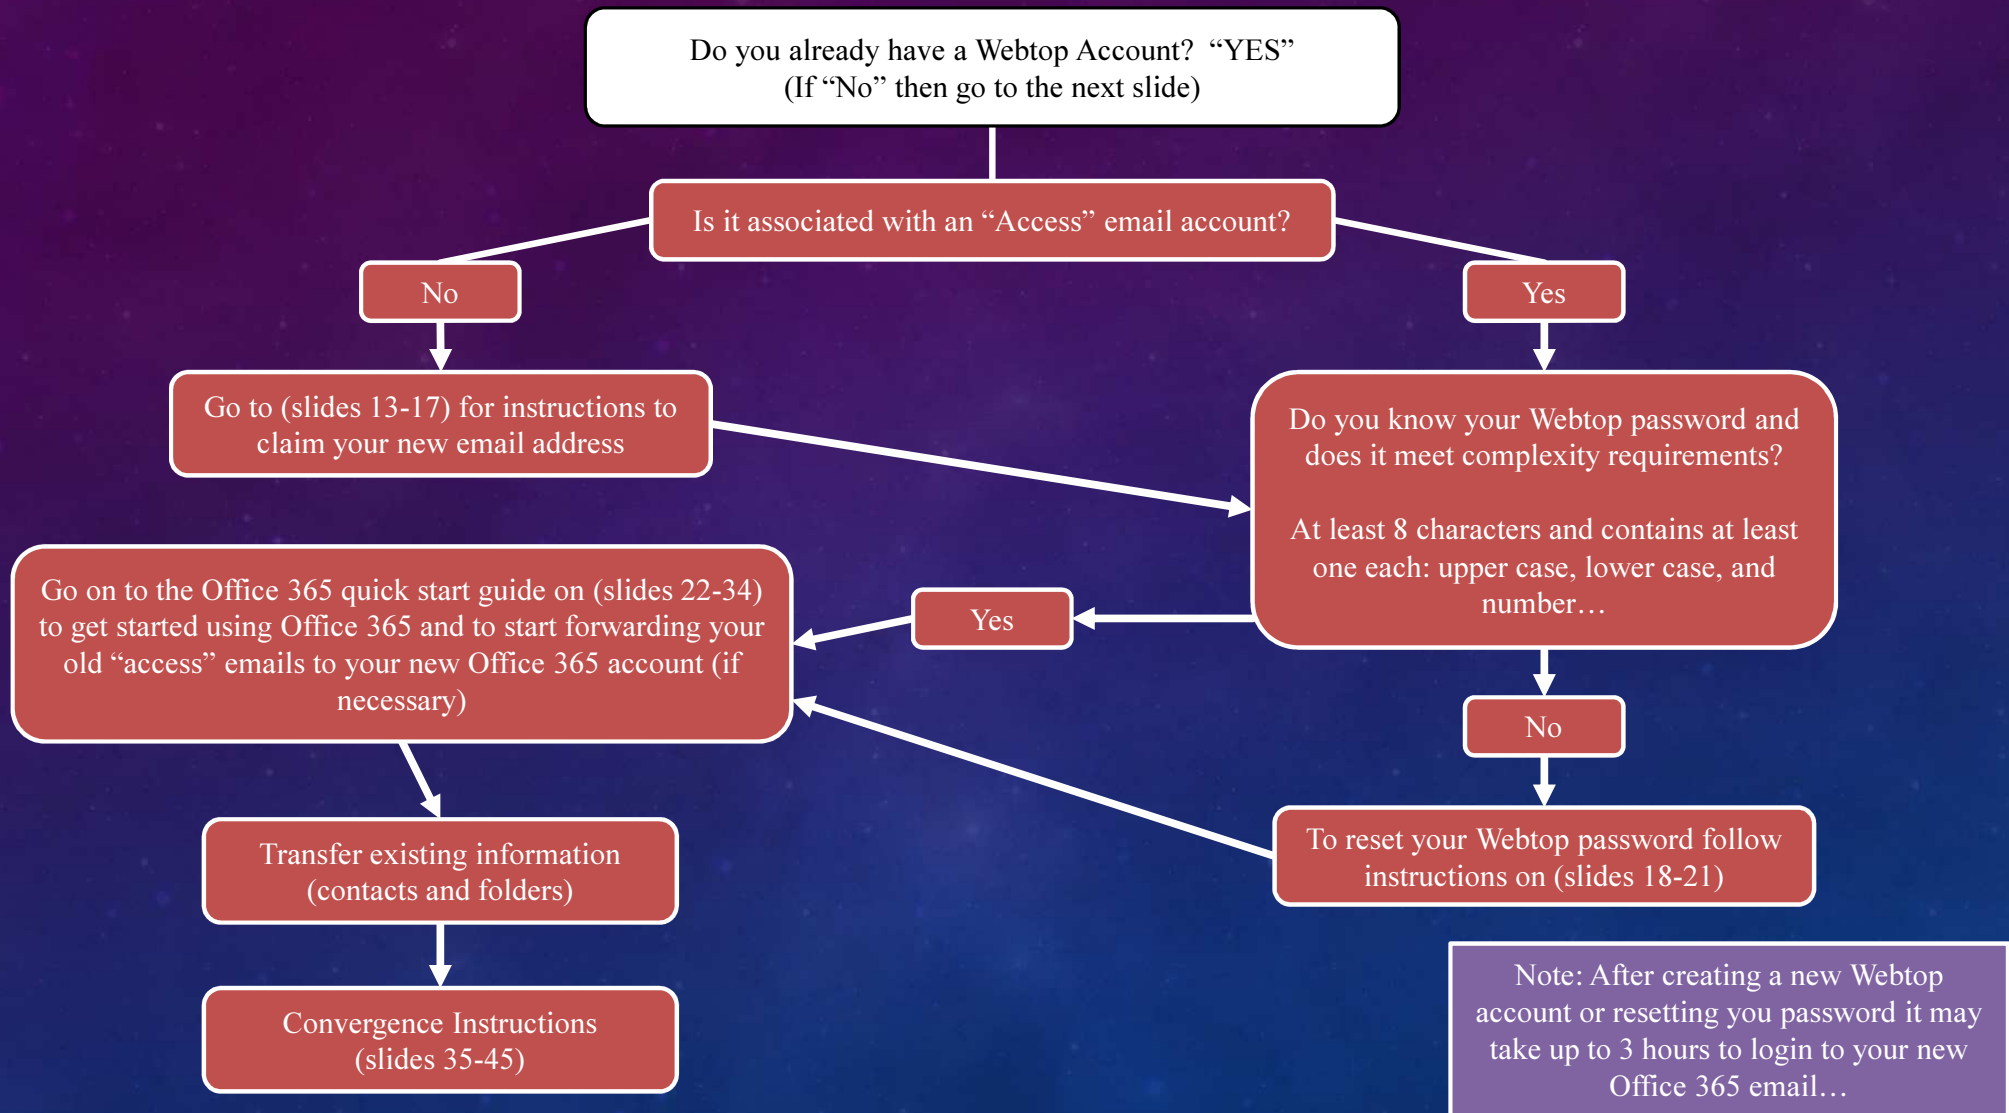 Do you already have a Webtop Account?  “YES”
(If “No” then go to the next slide)
Is it associated with an “Access” email account?
No
Yes
Go to (slides 13-17) for instructions to
claim your new email address
Do you know your Webtop password and
does it meet complexity requirements?
At least 8 characters and contains at least
one each: upper case, lower case, and
number…
Go on to the Office 365 quick start guide on (slides 22-34)
to get started using Office 365 and to start forwarding your
old “access” emails to your new Office 365 account (if
necessary)
Yes
No
Transfer existing information
(contacts and folders)
To reset your Webtop password follow
instructions on (slides 18-21)
Convergence Instructions
(slides 35-45)
Note: After creating a new Webtop
account or resetting you password it may
take up to 3 hours to login to your new
Office 365 email…